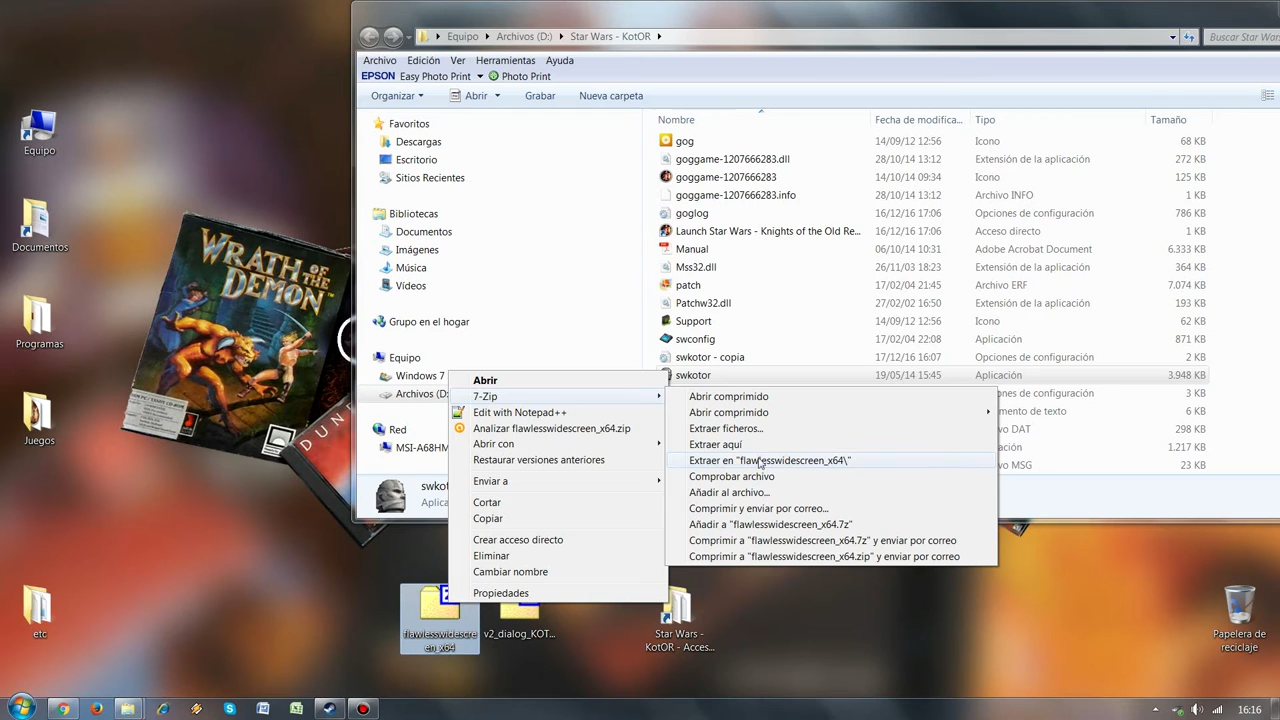 WRATH OF THE DEMON
DUN
Equipo
Documentos
Programas
Juegos
etc
Equipo
Archivos (D:)
Star Wars - KotOR
Buscar Star Wars
Archivo Edición Ver Herramientas Ayuda
EPSON Easy Photo Print Photo Print
Organizar Abrir Grabar Nueva carpeta
Favoritos
Descargas
Escritorio
Sitios Recientes
Bibliotecas
Documentos
Imágenes
Música
Vídeos
Grupo en el hogar
Equipo
Windows 7
Archivos (D:
Red
MSI-A68HM
Nombre Fecha de modifica... Tipo Tamaño
gog 14/09/12 12:56 Icono 68 KB
goggame-1207666283.dll 28/10/14 13:12 Extensión de la aplicación 272 KB
goggame-1207666283 14/10/14 09:34 Icono 125 KB
goggame-1207666283.info 28/10/14 13:12 Archivo INFO 1 KB
goglog 16/12/16 17:06 Opciones de configuración 786 KB
Launch Star Wars - Knights of the Old Re... 16/12/16 17:06 Acceso directo 1 KB
Manual 06/10/14 10:31 Adobe Acrobat Document 6.333 KB
Mss32.dll 26/11/03 18:23 Extensión de la aplicación 364 KB
patch 17/02/04 21:45 Archivo ERF 7.074 KB
Patchw32.dll 27/02/02 16:50 Extensión de la aplicación 193 KB
Support 14/09/12 12:56 Icono 62 KB
swconfig 17/02/04 22:08 Aplicación 871 KB
swkotor - copia 17/12/16 16:07 Opciones de configuración 2 KB
swkotor 19/05/14 15:45 Aplicación 3.948 KB
ones de configuración 3 KB
mento de texto 6 KB
vo DAT 298 KB
vo MSG 23 KB
swkot
Aplica
Abrir
7-Zip
Edit with Notepad++
Analizar flawlesswidescreen_x64.zip
Abrir con
Restaurar versiones anteriores
Enviar a
Cortar
Copiar
Crear acceso directo
Eliminar
Cambiar nombre
Propiedades
Abrir comprimido
Abrir comprimido
Extraer ficheros...
Extraer aquí
Extraer en "flawlesswidescreen_x64\"
Comprobar archivo
Añadir al archivo...
Comprimir y enviar por correo...
Añadir a "flawlesswidescreen_x64.7z"
Comprimir a "flawlesswidescreen_x64.7z" y enviar por correo
Comprimir a "flawlesswidescreen_x64.zip" y enviar por correo
flawlesswidescre
en_x64
v2_dialog_KOT...
Star Wars -
KotOR - Acces...
Papelera de
reciclaje
16:16